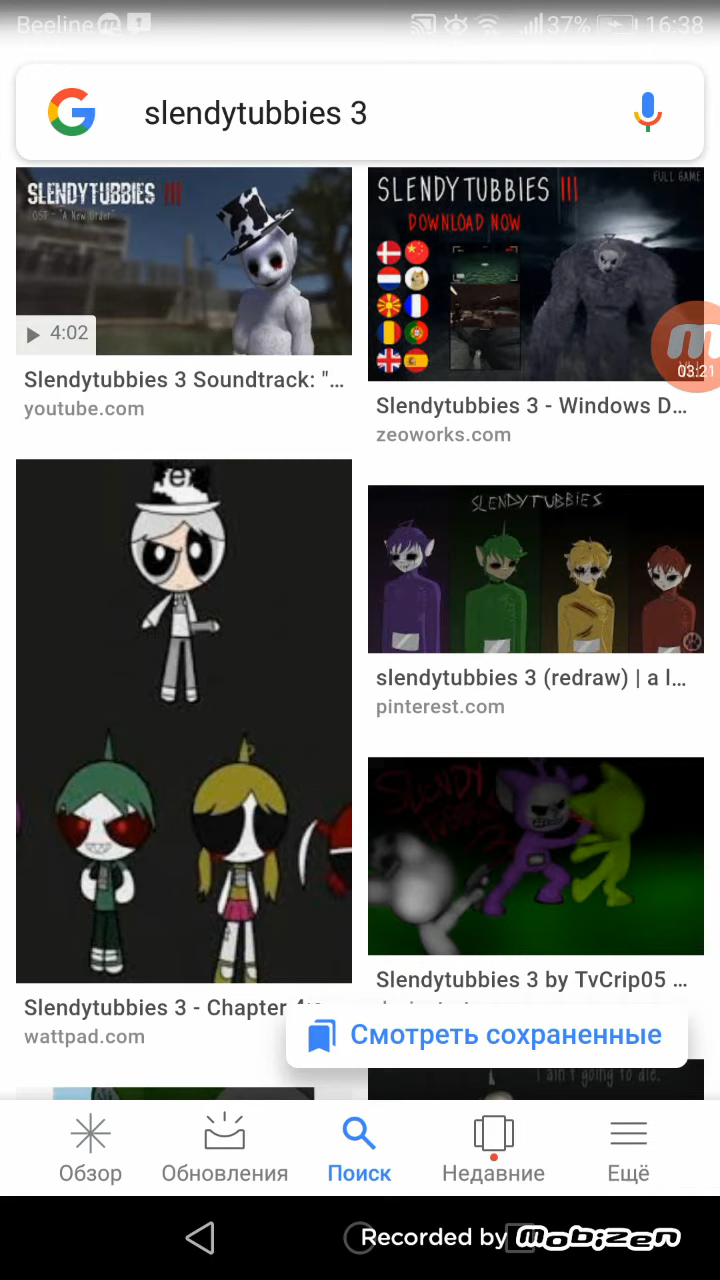 Beeline
37%
16:38
slendytubbies 3
SLENDYTUBBIES III
OST - "A New Order"
4:02
Slendytubbies 3 Soundtrack: "...
youtube.com
FULL GAME
SLENDYTUBBIES III
DOWNLOAD NOW
03:21
Slendytubbies 3 - Windows D...
zeoworks.com
SLENDYTUBBIES
slendytubbies 3 (redraw) | a l...
pinterest.com
SLENDY
Slendytubbies 3 by TvCrip05 ...
Slendytubbies 3 - Chapter
wattpad.com
Смотреть сохраненные
I ain't going to die.
Обзор
Обновления
Поиск
Недавние
Ещё
Recorded by mobizen